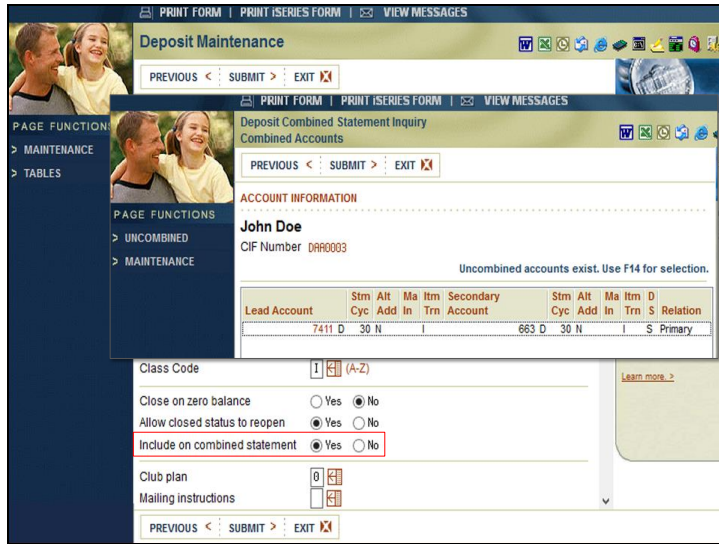 PRINT FORM | PRINT iSERIES FORM | VIEW MESSAGES
Deposit Maintenance
PREVIOUS < SUBMIT > EXIT
PAGE FUNCTION
> MAINTENANCE
> TABLES
PRINT FORM | PRINT iSERIES FORM | VIEW MESSAGES
Deposit Combined Statement Inquiry
Combined Accounts
PREVIOUS < SUBMIT > EXIT
PAGE FUNCTIONS
> UNCOMBINED
> MAINTENANCE
ACCOUNT INFORMATION
John Doe
CIF Number DAA0003
Uncombined accounts exist. Use F14 for selection.
Stm Alt Ma Itm Secondary Stm Alt Ma Itm D
Lead Account Cyc Add In Trn Account Cyc Add In Trn S Relation
7411 D 30 N I 663 D 30 N I S Primary
Class Code I (A-Z)
Learn more. >
Close on zero balance Yes No
Allow closed status to reopen Yes No
Include on combined statement Yes No
Club plan 0
Mailing instructions
PREVIOUS < SUBMIT > EXIT